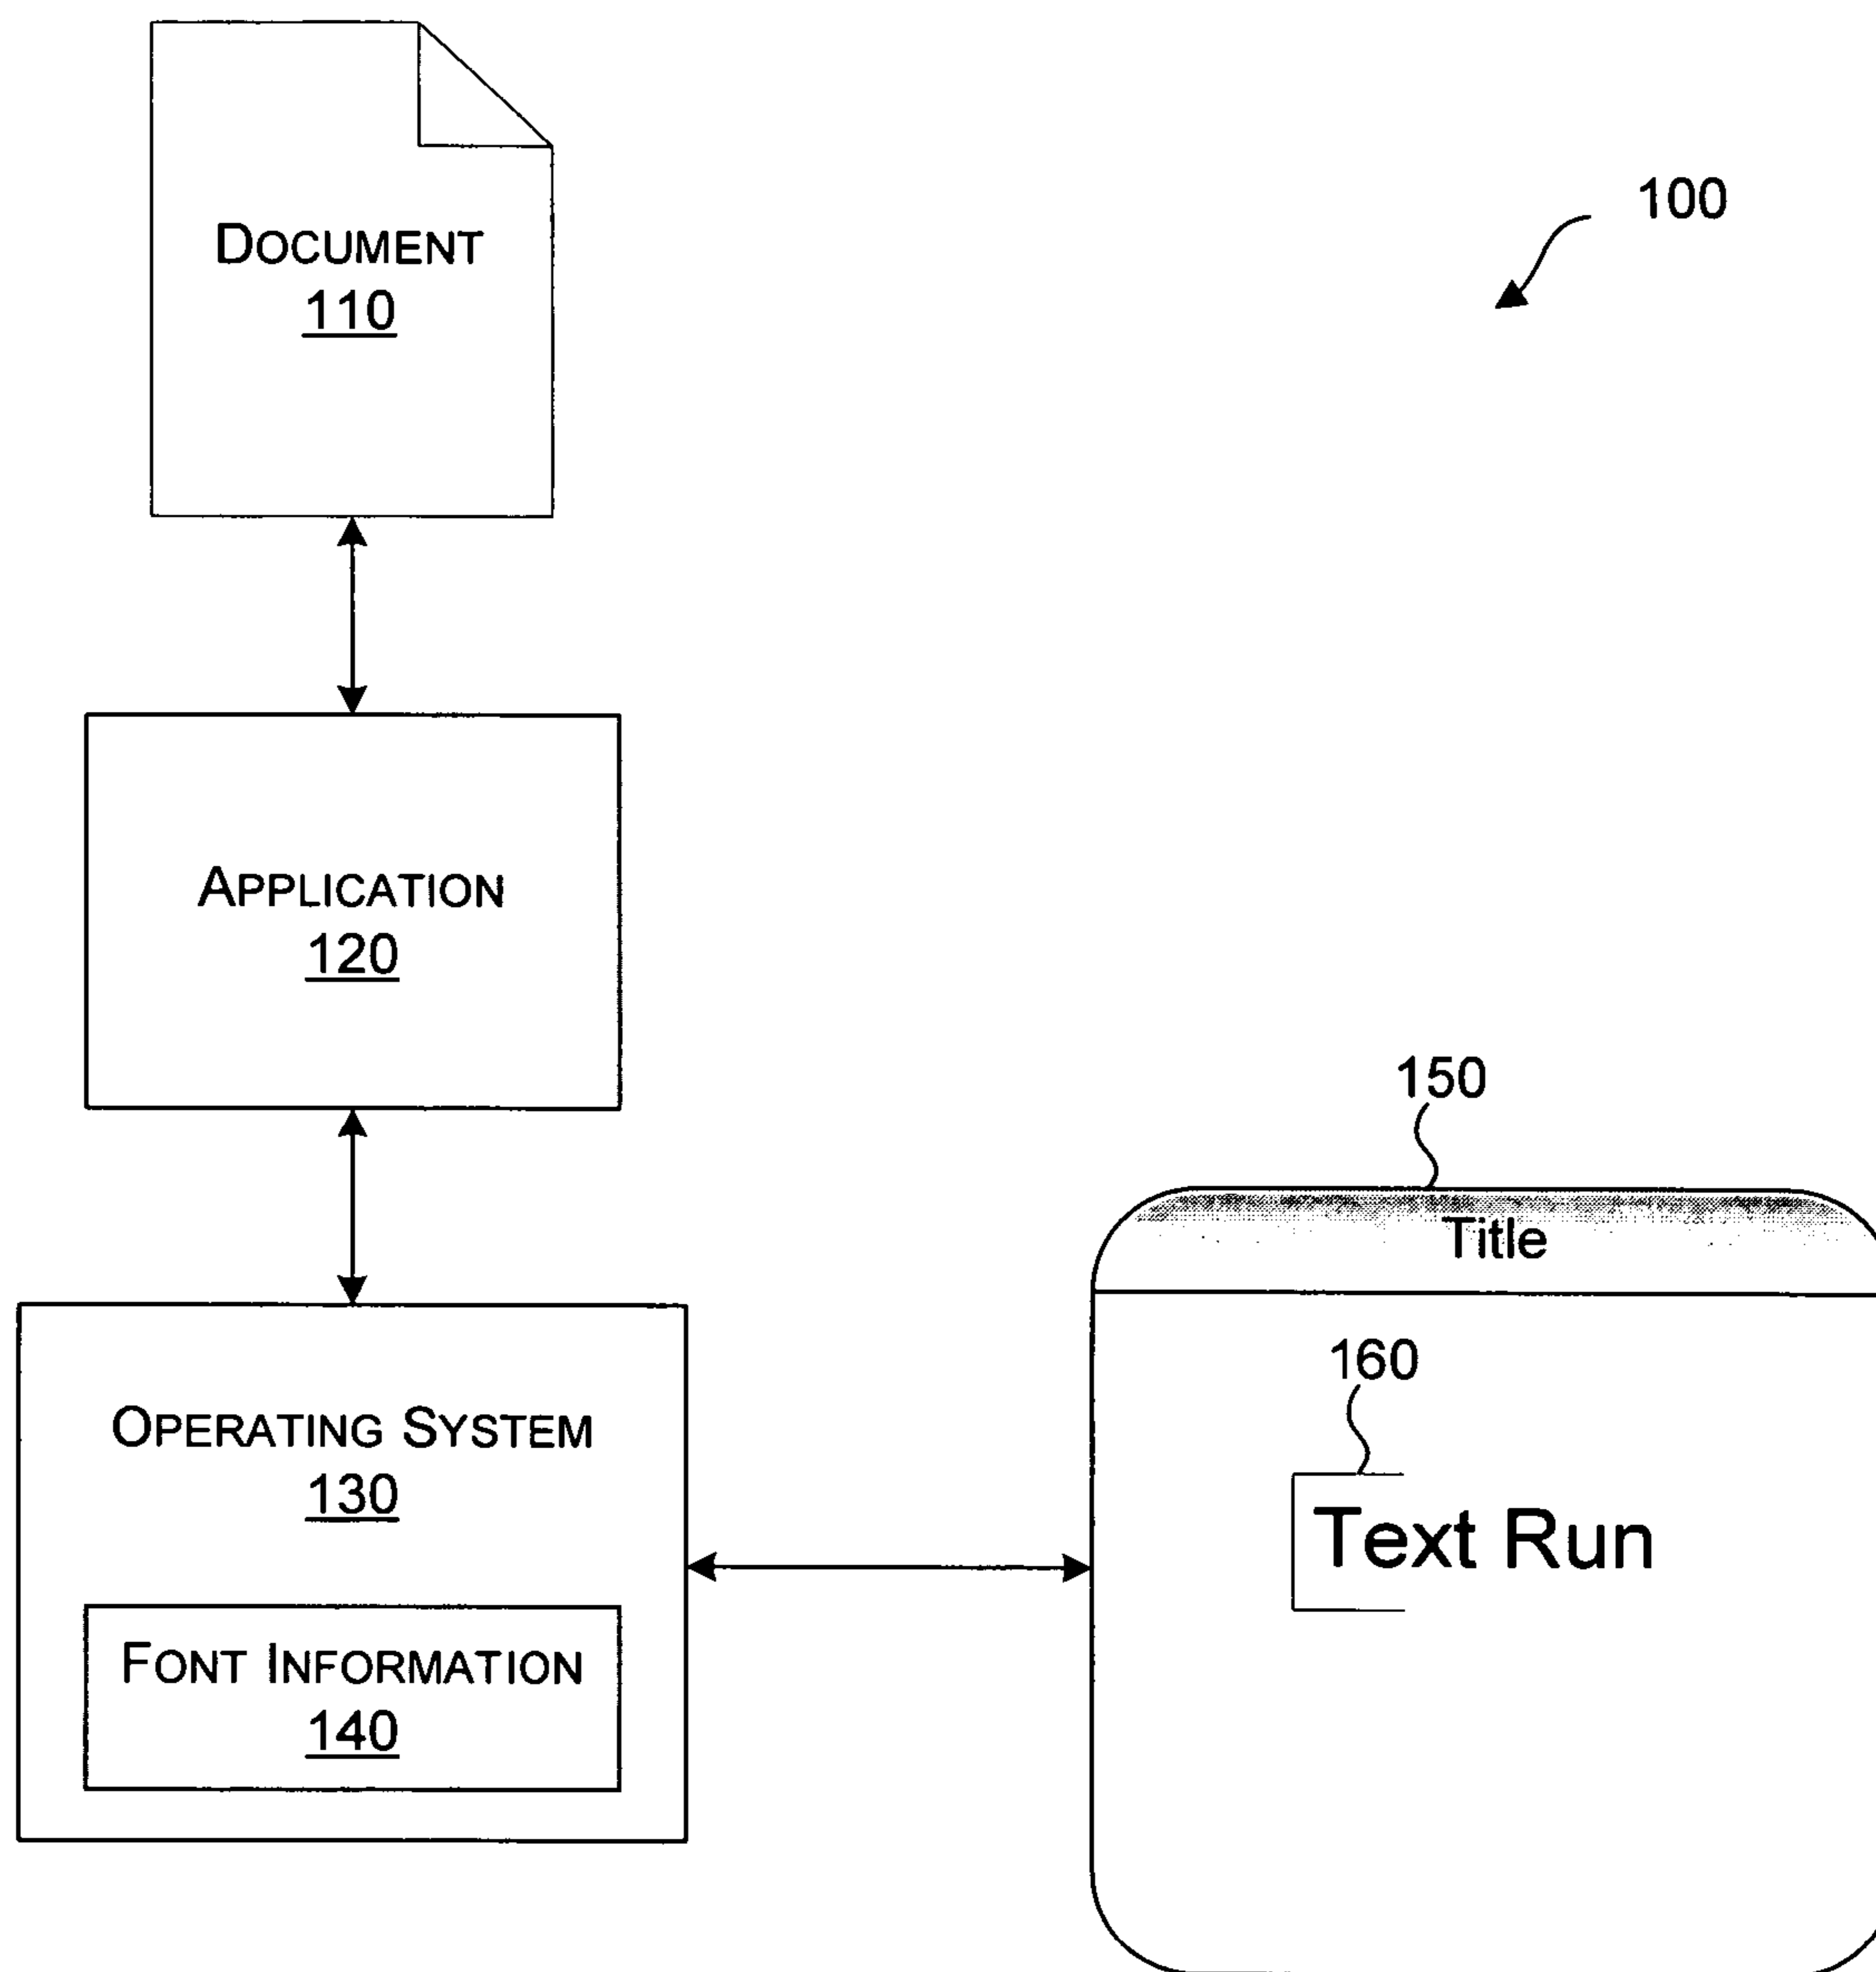 DOCUMENT
110
100
APPLICATION
120
150
Title
OPERATING SYSTEM
130
160
Text Run
FONT INFORMATION
140